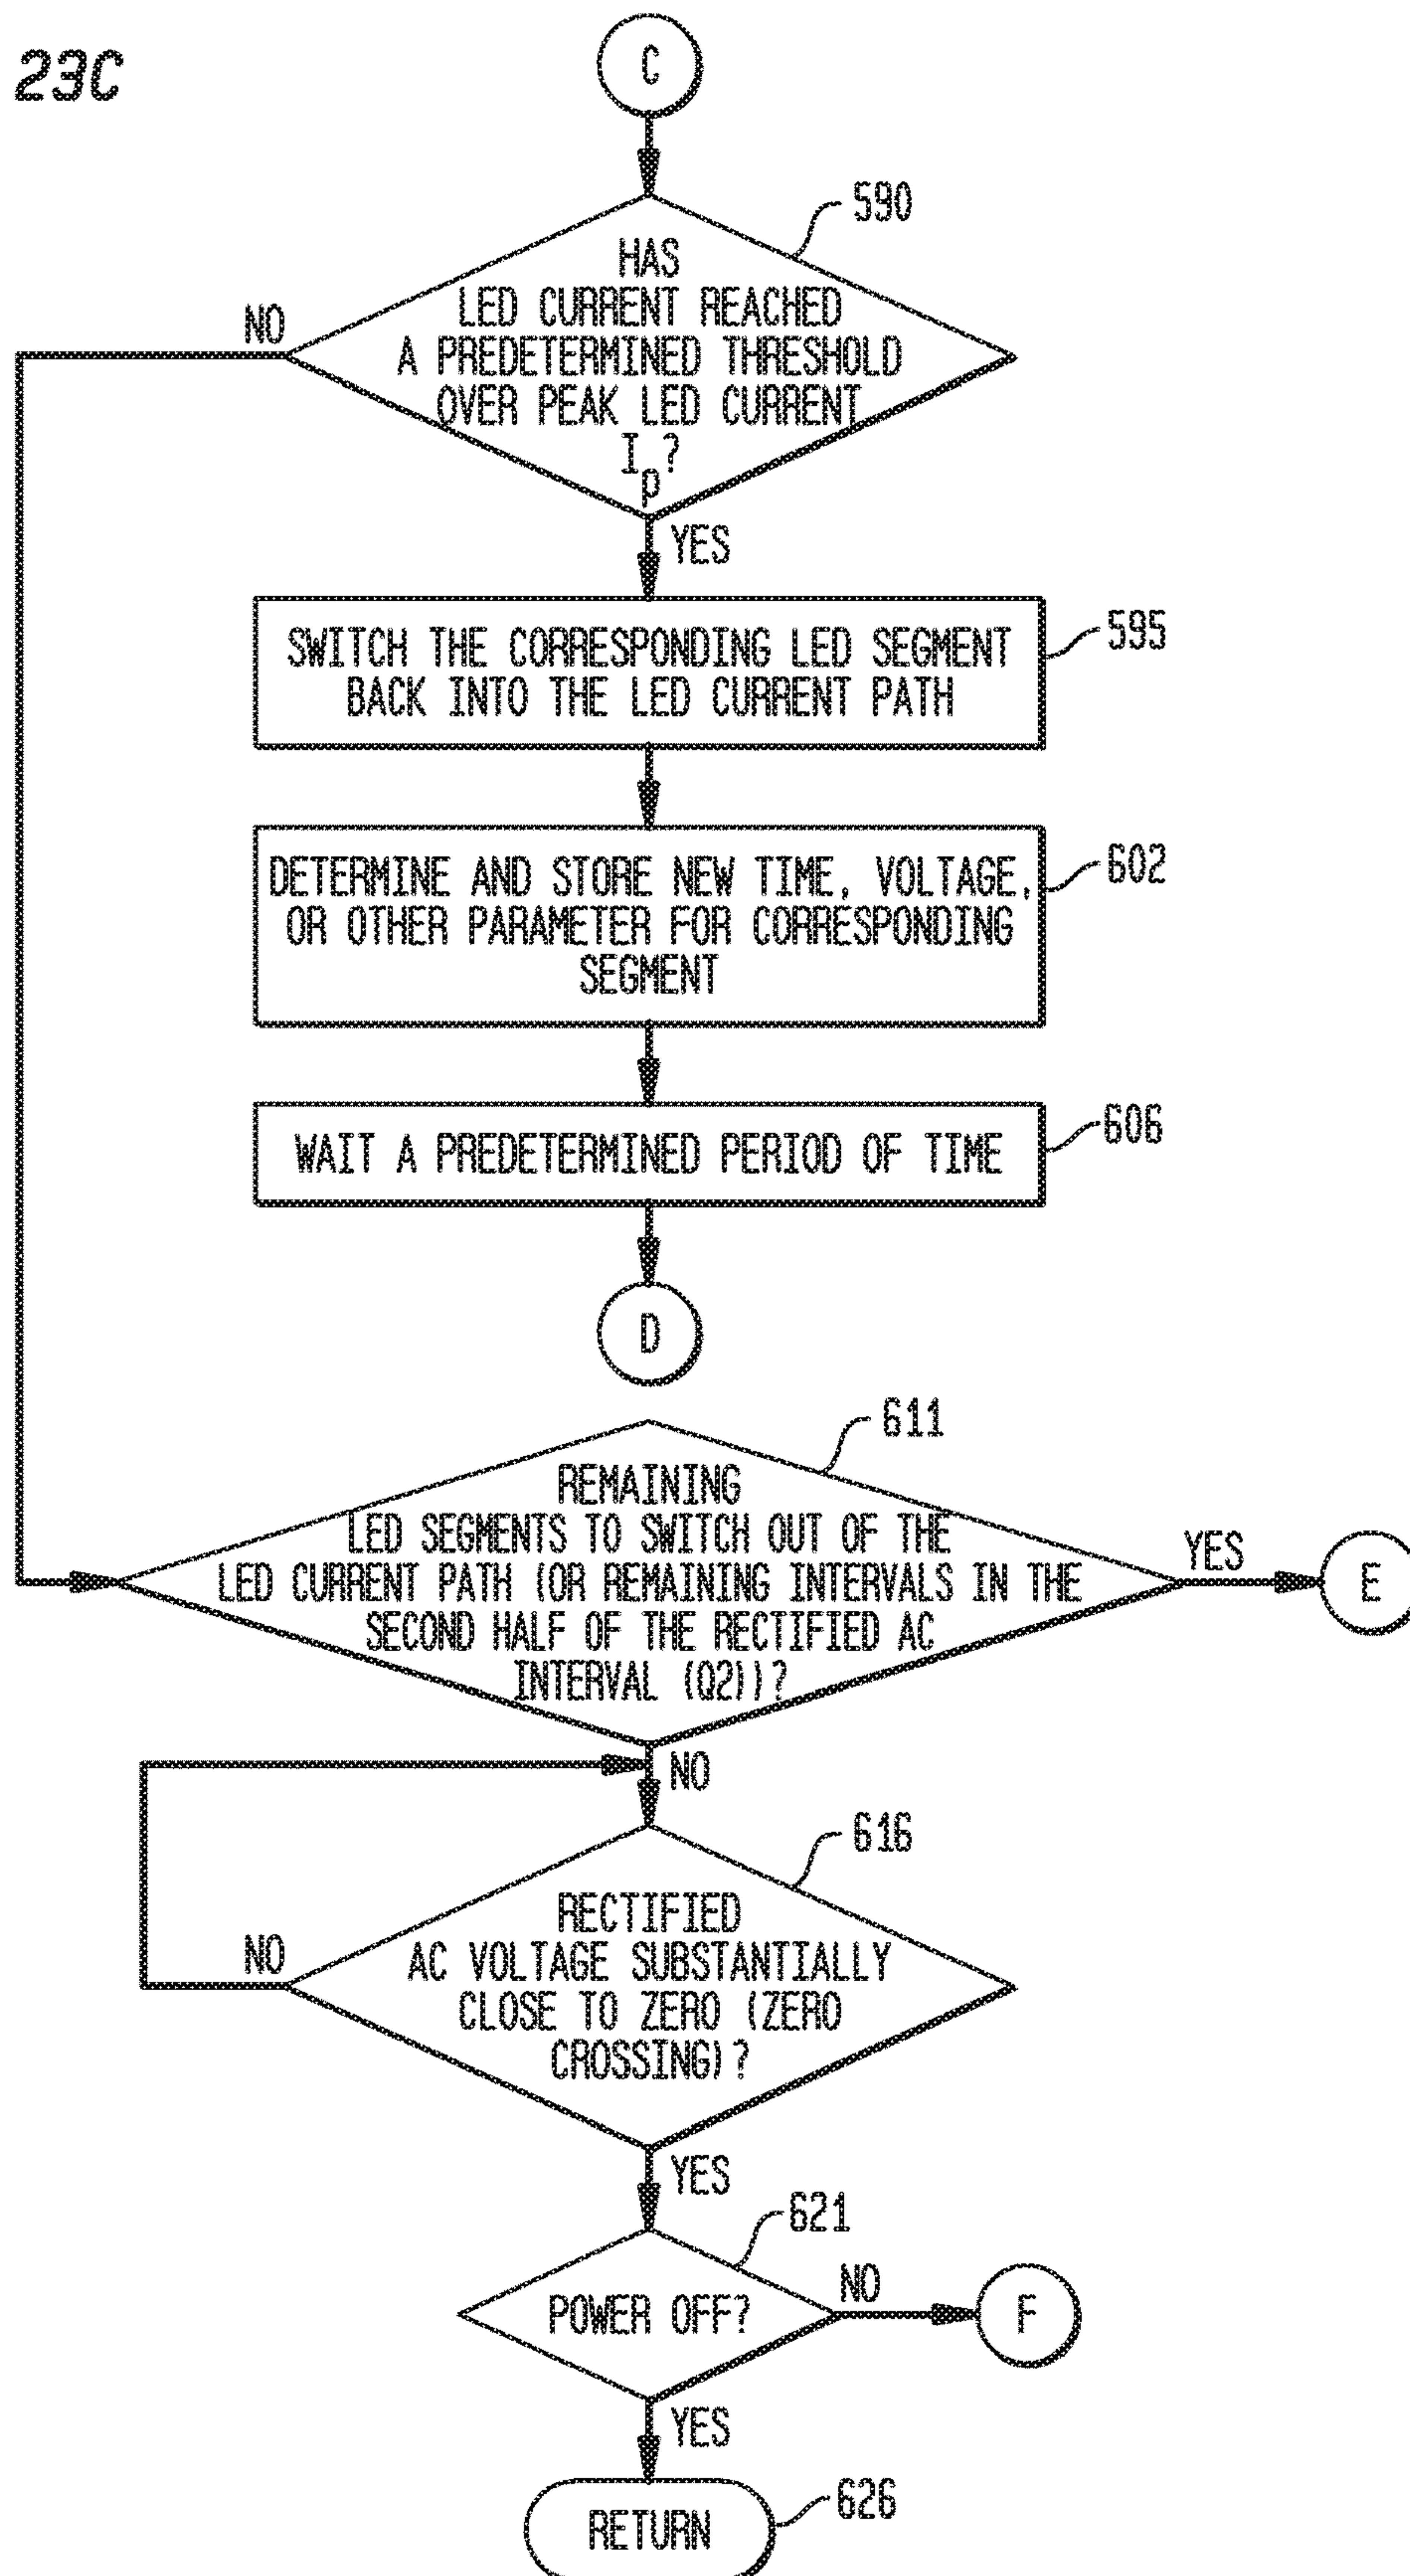 23C
C
590
HAS
LED CURRENT REACHED
A PREDETERMINED THRESHOLD
OVER PEAK LED CURRENT
Ip?
NO
YES
SWITCH THE CORRESPONDING LED SEGMENT
BACK INTO THE LED CURRENT PATH
595
DETERMINE AND STORE NEW TIME, VOLTAGE,
OR OTHER PARAMETER FOR CORRESPONDING
SEGMENT
602
WAIT A PREDETERMINED PERIOD OF TIME
606
D
611
REMAINING
LED SEGMENTS TO SWITCH OUT OF THE
LED CURRENT PATH (OR REMAINING INTERVALS IN THE
SECOND HALF OF THE RECTIFIED AC
INTERVAL (Q2))?
YES
E
NO
616
RECTIFIED
AC VOLTAGE SUBSTANTIALLY
CLOSE TO ZERO (ZERO
CROSSING)?
NO
YES
621
POWER OFF?
NO
F
YES
RETURN
626